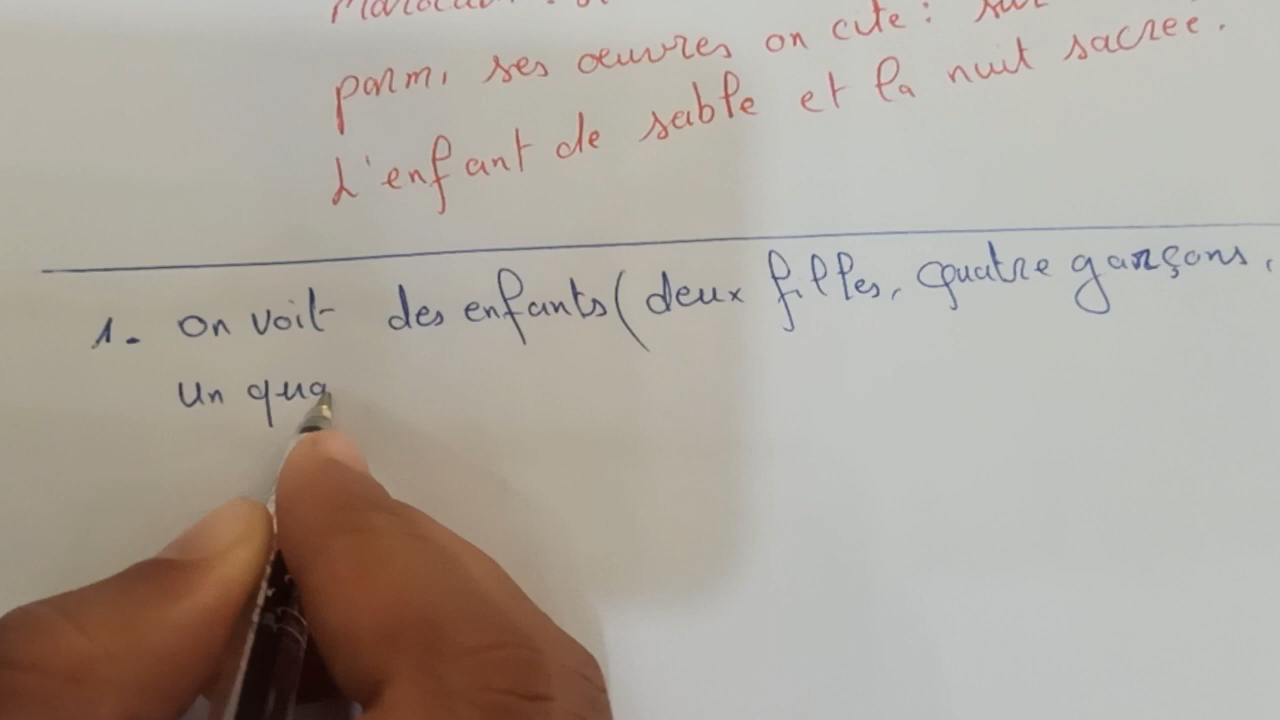 parmi ses œuvres on cite :
L'enfant de sable et la nuit sacrée.
1. on voit des enfants ( deux filles, quatre garçons,
un qua